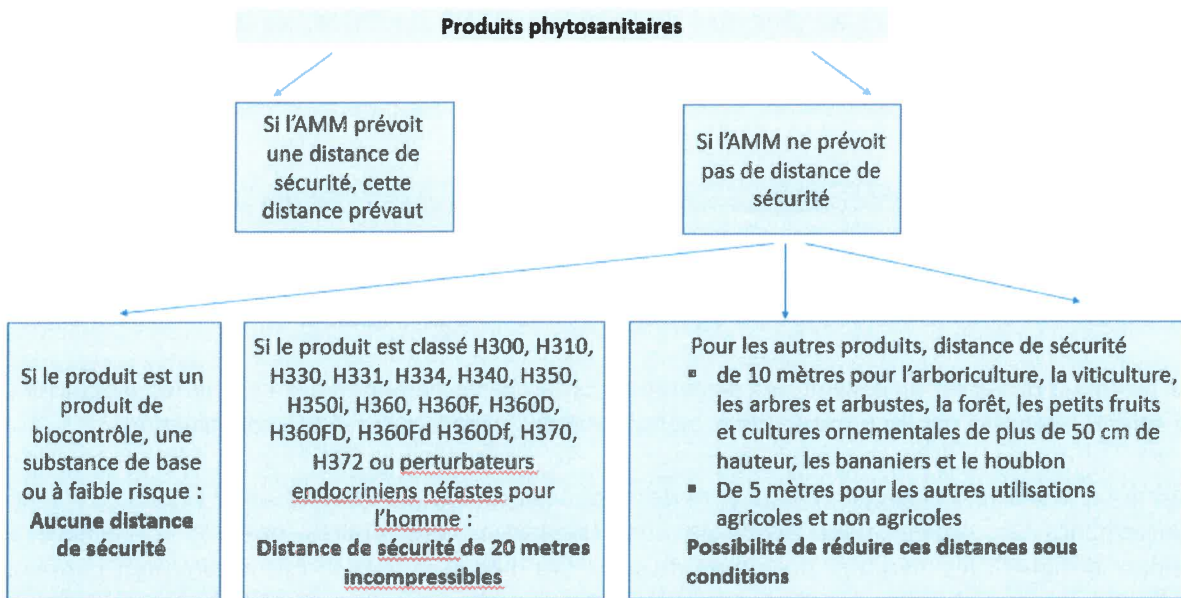 Produits phytosanitaires
Si l'AMM prévoit
une distance de
sécurité, cette
distance prévaut
Si l'AMM ne prévoit
pas de distance de
sécurité
Si le produit est un
produit de
biocontrôle, une
substance de base
ou à faible risque :
Aucune distance
de sécurité
Si le produit est classé H300, H310,
H330, H331, H334, H340, H350,
H350i, H360, H360F, H360D,
H360FD, H360Fd H360Df, H370,
H372 ou perturbateurs
endocriniens néfastes pour
l'homme :
Distance de sécurité de 20 metres
incompressibles
Pour les autres produits, distance de sécurité
▪ de 10 mètres pour l'arboriculture, la viticulture,
les arbres et arbustes, la forêt, les petits fruits
et cultures ornementales de plus de 50 cm de
hauteur, les bananiers et le houblon
▪ De 5 mètres pour les autres utilisations
agricoles et non agricoles
Possibilité de réduire ces distances sous
conditions